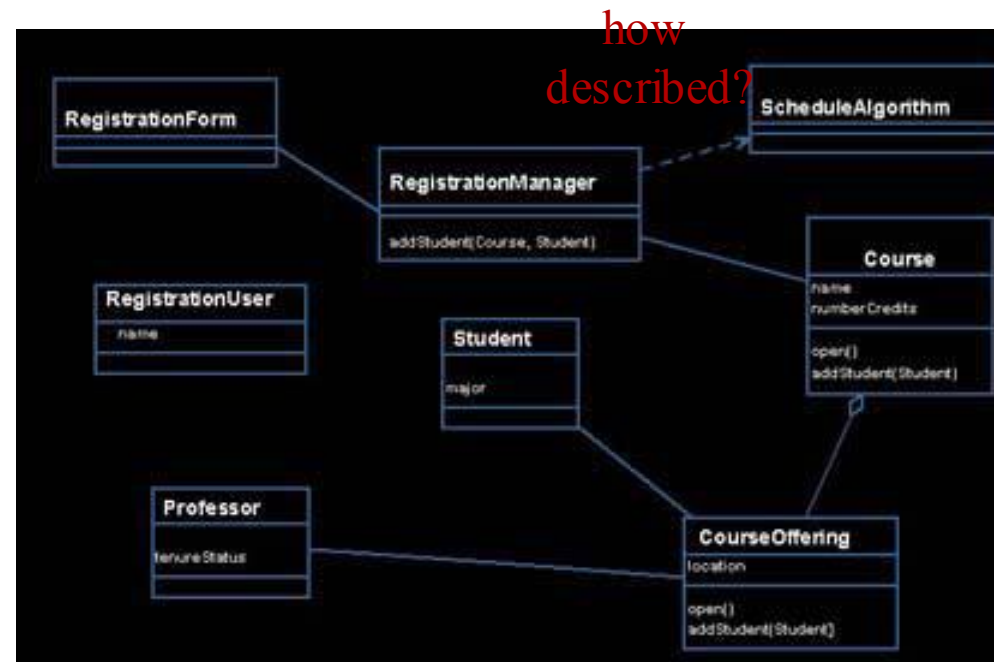 how
described?
RegistrationForm
ScheduleAlgorithm
RegistrationManager
addStudent(Course, Student)
Course
name
numberCredits
open()
addStudent(Student)
RegistrationUser
name
Student
major
Professor
tenureStatus
CourseOffering
location
open()
addStudent(Student)